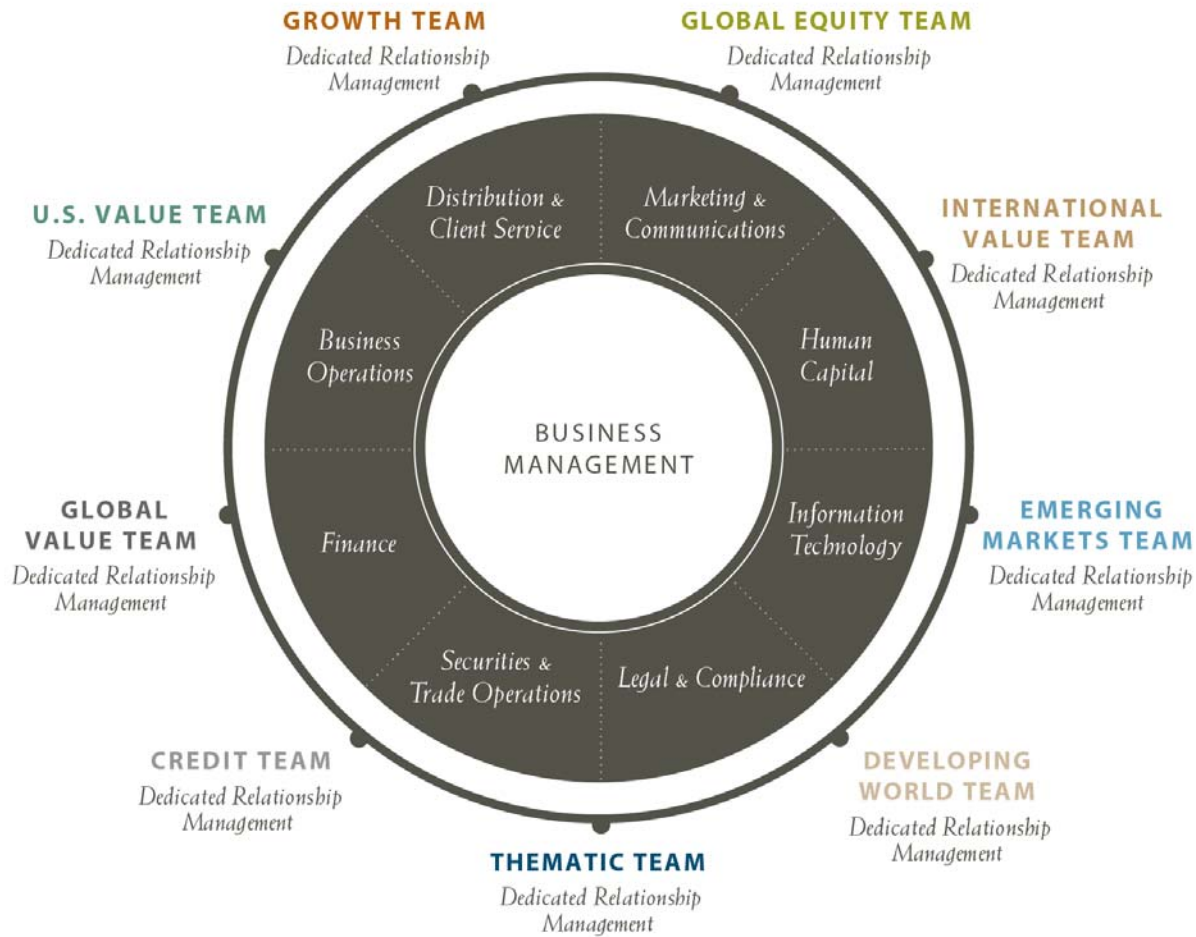 GROWTH TEAM
Dedicated Relationship
Management
GLOBAL EQUITY TEAM
Dedicated Relationship
Management
U.S. VALUE TEAM
Dedicated Relationship
Management
INTERNATIONAL
VALUE TEAM
Dedicated Relationship
Management
Distribution &
Client Service
Marketing &
Communications
Business
Operations
Human
Capital
BUSINESS
MANAGEMENT
GLOBAL
VALUE TEAM
Dedicated Relationship
Management
Finance
Information
Technology
EMERGING
MARKETS TEAM
Dedicated Relationship
Management
Securities &
Trade Operations
Legal & Compliance
CREDIT TEAM
Dedicated Relationship
Management
DEVELOPING
WORLD TEAM
Dedicated Relationship
Management
THEMATIC TEAM
Dedicated Relationship
Management